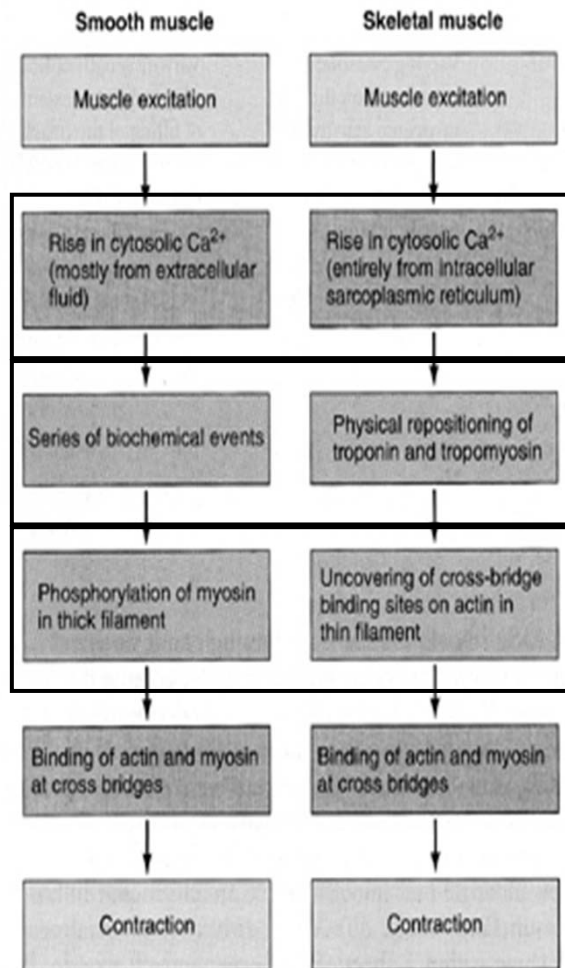 Smooth muscle
Skeletal muscle
Muscle excitation
Muscle excitation
Rise in cytosolic Ca²⁺
(mostly from extracellular
fluid)
Rise in cytosolic Ca²⁺
(entirely from intracellular
sarcoplasmic reticulum)
Series of biochemical events
Physical repositioning of
troponin and tropomyosin
Phosphorylation of myosin
in thick filament
Uncovering of cross-bridge
binding sites on actin in
thin filament
Binding of actin and myosin
at cross bridges
Binding of actin and myosin
at cross bridges
Contraction
Contraction